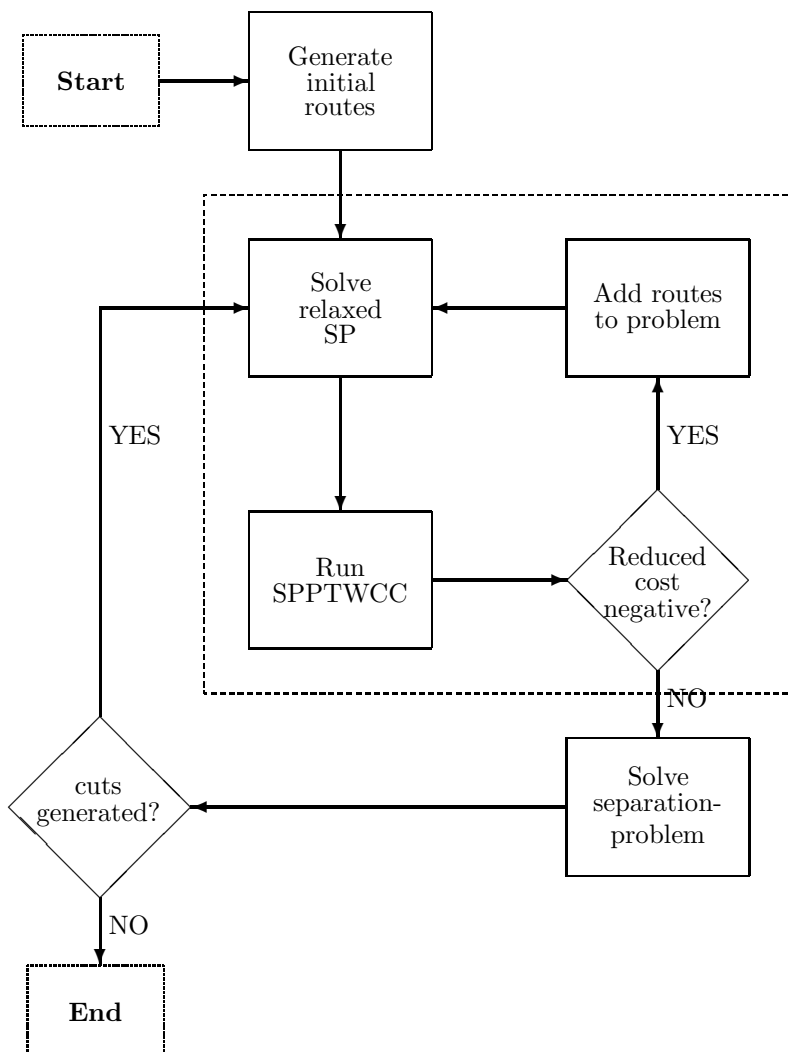 Start
Generate
initial
routes
Solve
relaxed
SP
Add routes
to problem
YES
YES
Run
SPPTWCC
Reduced
cost
negative?
NO
cuts
generated?
Solve
separation-
problem
NO
End